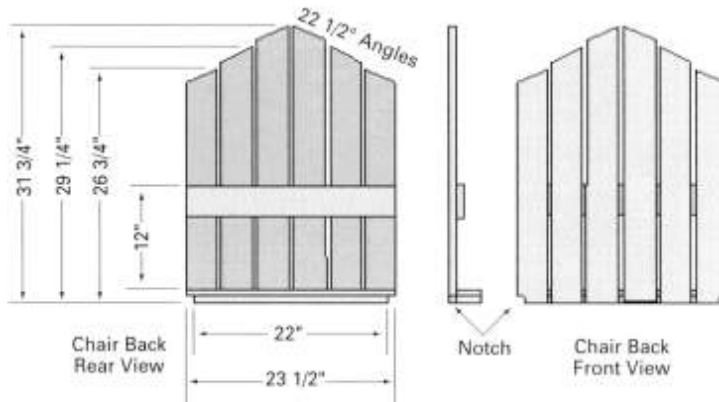 22 1/2° Angles
31 3/4"
29 1/4"
26 3/4"
12"
22"
23 1/2"
Chair Back
Rear View
Notch
Chair Back
Front View